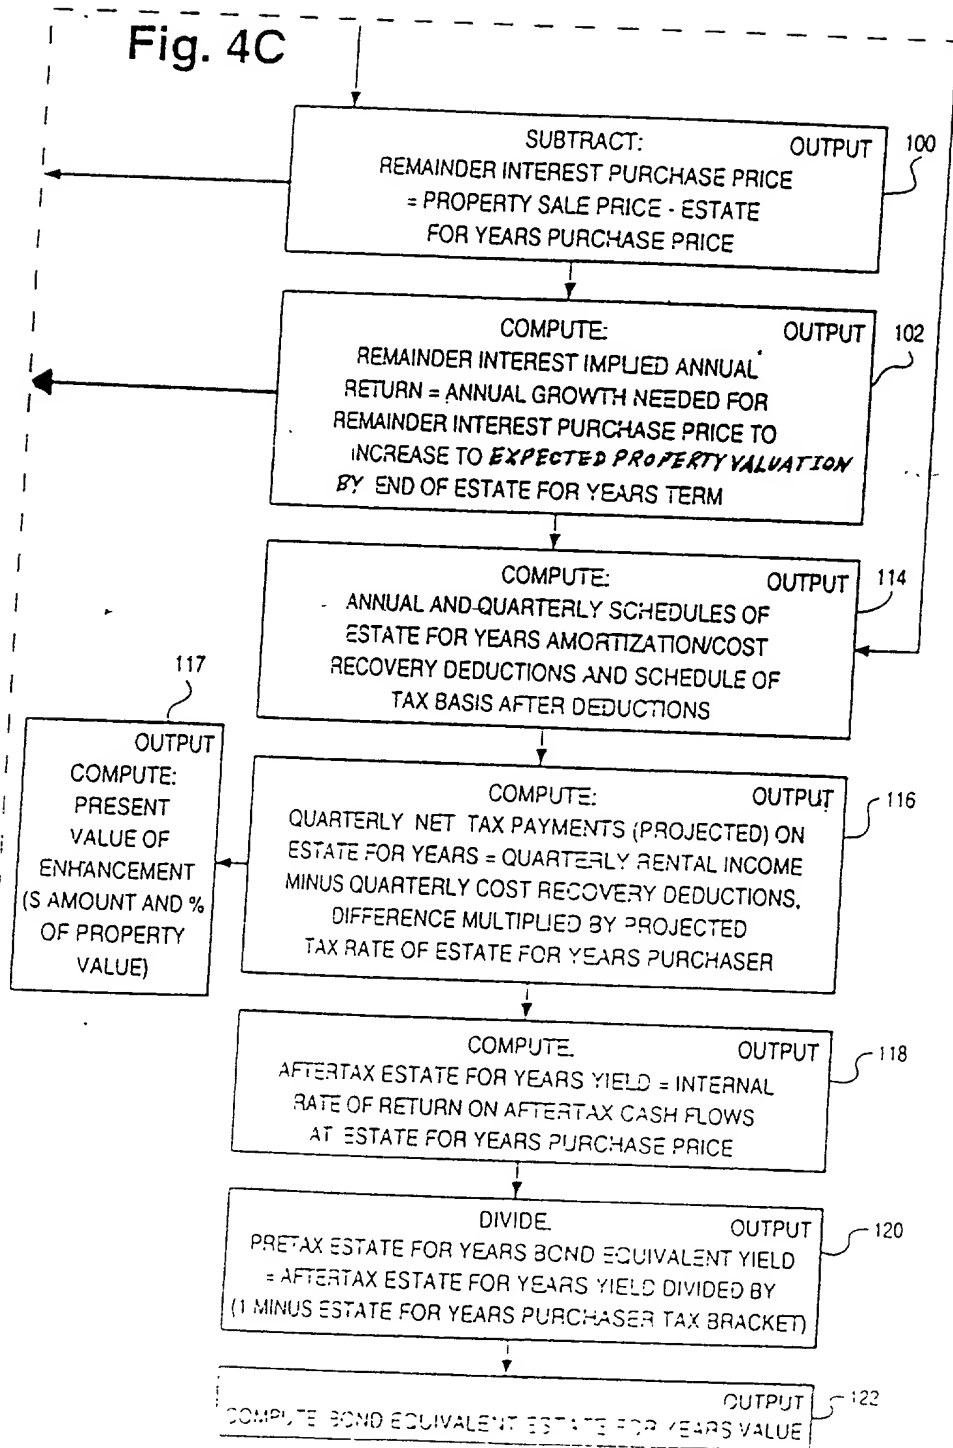 Fig. 4C
SUBTRACT: OUTPUT 100
REMAINDER INTEREST PURCHASE PRICE
= PROPERTY SALE PRICE - ESTATE
FOR YEARS PURCHASE PRICE
COMPUTE: OUTPUT 102
REMAINDER INTEREST IMPLIED ANNUAL
RETURN = ANNUAL GROWTH NEEDED FOR
REMAINDER INTEREST PURCHASE PRICE TO
INCREASE TO EXPECTED PROPERTY VALUATION
BY END OF ESTATE FOR YEARS TERM
COMPUTE: OUTPUT 114
ANNUAL AND QUARTERLY SCHEDULES OF
ESTATE FOR YEARS AMORTIZATION/COST
RECOVERY DEDUCTIONS AND SCHEDULE OF
TAX BASIS AFTER DEDUCTIONS
117
OUTPUT
COMPUTE:
PRESENT
VALUE OF
ENHANCEMENT
(S AMOUNT AND %
OF PROPERTY
VALUE)
COMPUTE: OUTPUT 116
QUARTERLY NET TAX PAYMENTS (PROJECTED) ON
ESTATE FOR YEARS = QUARTERLY RENTAL INCOME
MINUS QUARTERLY COST RECOVERY DEDUCTIONS,
DIFFERENCE MULTIPLIED BY PROJECTED
TAX RATE OF ESTATE FOR YEARS PURCHASER
COMPUTE. OUTPUT 118
AFTERTAX ESTATE FOR YEARS YIELD = INTERNAL
RATE OF RETURN ON AFTERTAX CASH FLOWS
AT ESTATE FOR YEARS PURCHASE PRICE
DIVIDE. OUTPUT 120
PRETAX ESTATE FOR YEARS BOND EQUIVALENT YIELD
= AFTERTAX ESTATE FOR YEARS YIELD DIVIDED BY
(1 MINUS ESTATE FOR YEARS PURCHASER TAX BRACKET)
OUTPUT 122
COMPUTE BOND EQUIVALENT ESTATE FOR YEARS VALUE